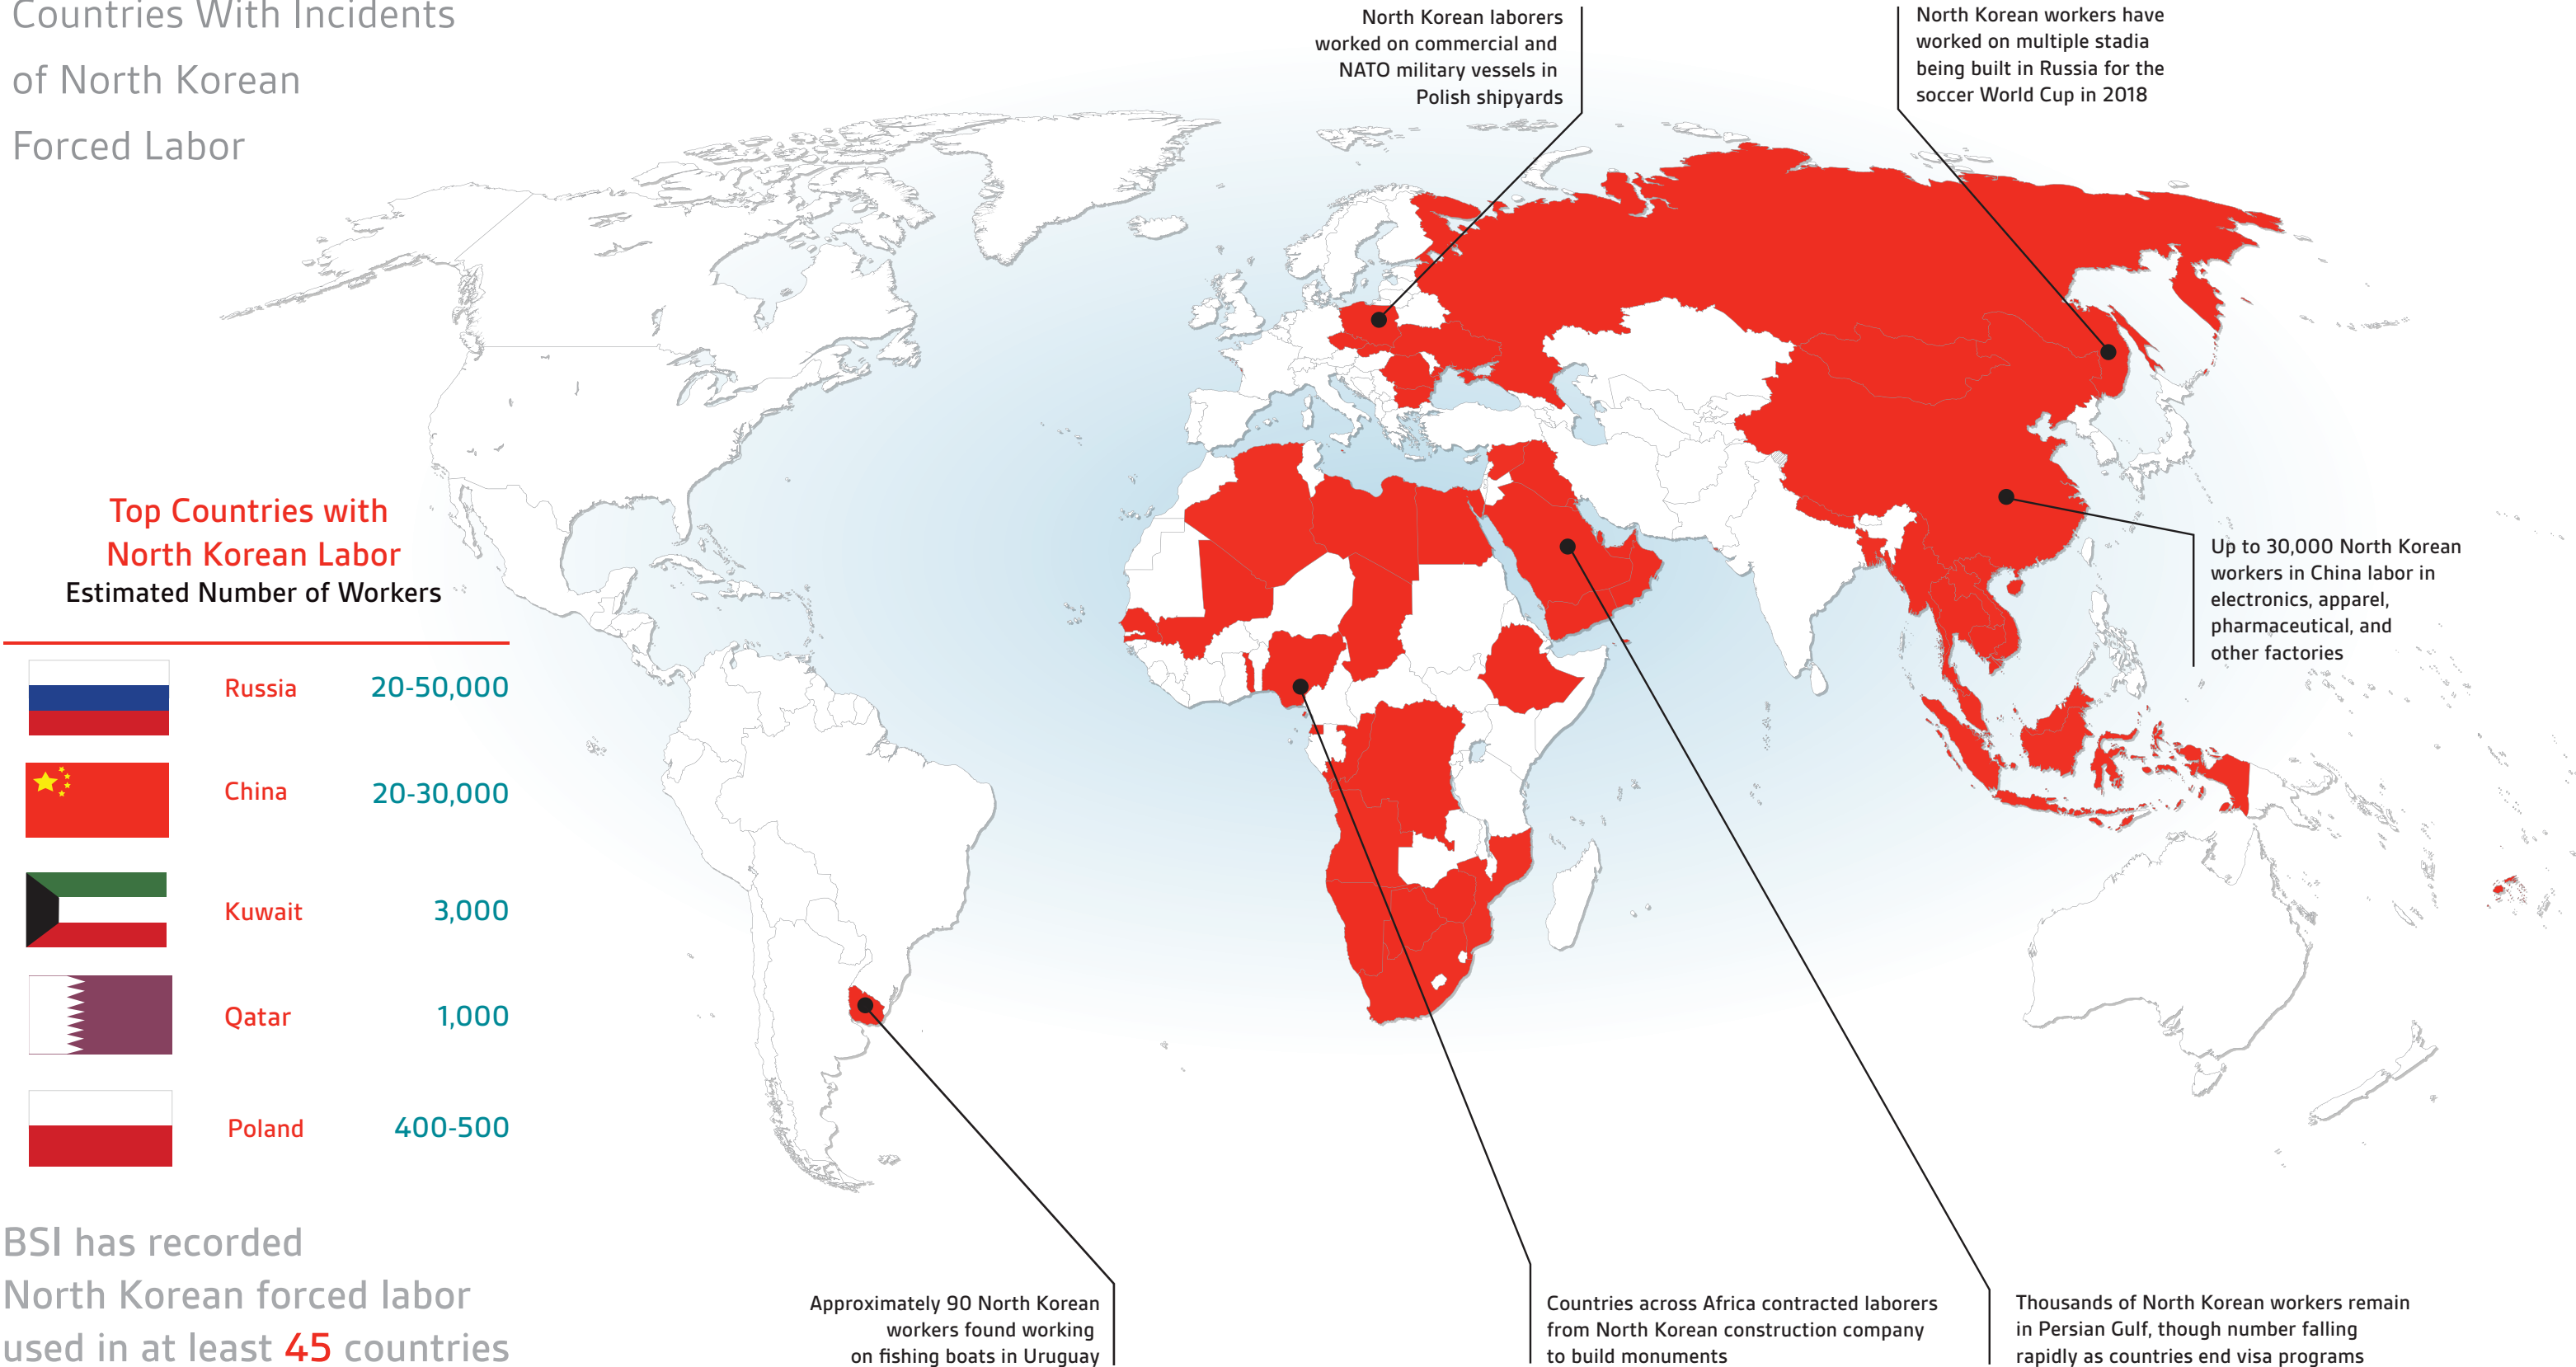 Countries With Incidents
of North Korean
Forced Labor
North Korean laborers
worked on commercial and
NATO military vessels in
Polish shipyards
North Korean workers have
worked on multiple stadia
being built in Russia for the
soccer World Cup in 2018
Top Countries with
North Korean Labor
Estimated Number of Workers
Russia 20-50,000
China 20-30,000
Kuwait 3,000
Qatar 1,000
Poland 400-500
Up to 30,000 North Korean
workers in China labor in
electronics, apparel,
pharmaceutical, and
other factories
BSI has recorded
North Korean forced labor
used in at least 45 countries
Approximately 90 North Korean
workers found working
on fishing boats in Uruguay
Countries across Africa contracted laborers
from North Korean construction company
to build monuments
Thousands of North Korean workers remain
in Persian Gulf, though number falling
rapidly as countries end visa programs